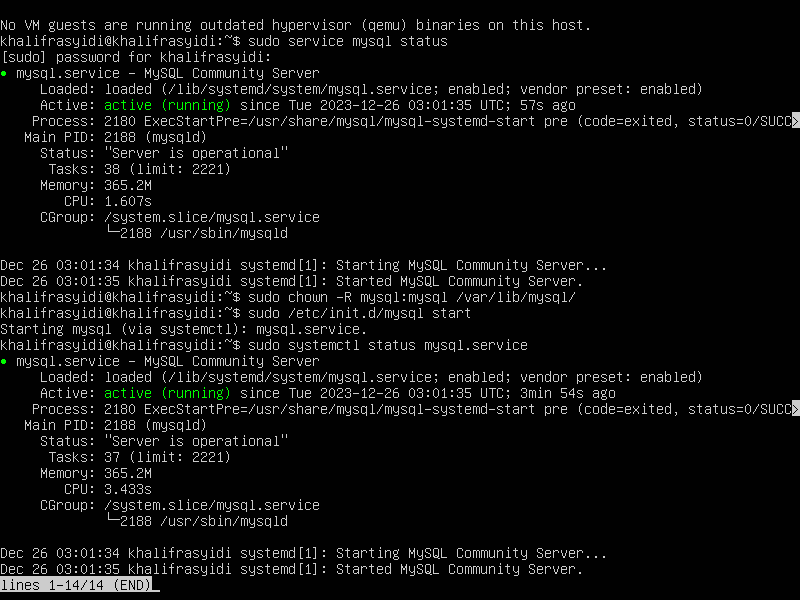 No VM guests are running outdated hypervisor (qemu) binaries on this host.
khalifrasyidi@khalifrasyidi:~$ sudo service mysql status
[sudo] password for khalifrasyidi:
● mysql.service – MySQL Community Server
     Loaded: loaded (/lib/systemd/system/mysql.service; enabled; vendor preset: enabled)
     Active: active (running) since Tue 2023-12-26 03:01:35 UTC; 57s ago
    Process: 2180 ExecStartPre=/usr/share/mysql/mysql-systemd-start pre (code=exited, status=0/SUCC>
   Main PID: 2188 (mysqld)
     Status: "Server is operational"
      Tasks: 38 (limit: 2221)
     Memory: 365.2M
        CPU: 1.607s
     CGroup: /system.slice/mysql.service
             └─2188 /usr/sbin/mysqld
Dec 26 03:01:34 khalifrasyidi systemd[1]: Starting MySQL Community Server...
Dec 26 03:01:35 khalifrasyidi systemd[1]: Started MySQL Community Server.
khalifrasyidi@khalifrasyidi:~$ sudo chown -R mysql:mysql /var/lib/mysql/
khalifrasyidi@khalifrasyidi:~$ sudo /etc/init.d/mysql start
Starting mysql (via systemctl): mysql.service.
khalifrasyidi@khalifrasyidi:~$ sudo systemctl status mysql.service
● mysql.service – MySQL Community Server
     Loaded: loaded (/lib/systemd/system/mysql.service; enabled; vendor preset: enabled)
     Active: active (running) since Tue 2023-12-26 03:01:35 UTC; 3min 54s ago
    Process: 2180 ExecStartPre=/usr/share/mysql/mysql-systemd-start pre (code=exited, status=0/SUCC>
   Main PID: 2188 (mysqld)
     Status: "Server is operational"
      Tasks: 37 (limit: 2221)
     Memory: 365.2M
        CPU: 3.433s
     CGroup: /system.slice/mysql.service
             └─2188 /usr/sbin/mysqld
Dec 26 03:01:34 khalifrasyidi systemd[1]: Starting MySQL Community Server...
Dec 26 03:01:35 khalifrasyidi systemd[1]: Started MySQL Community Server.
lines 1-14/14 (END)